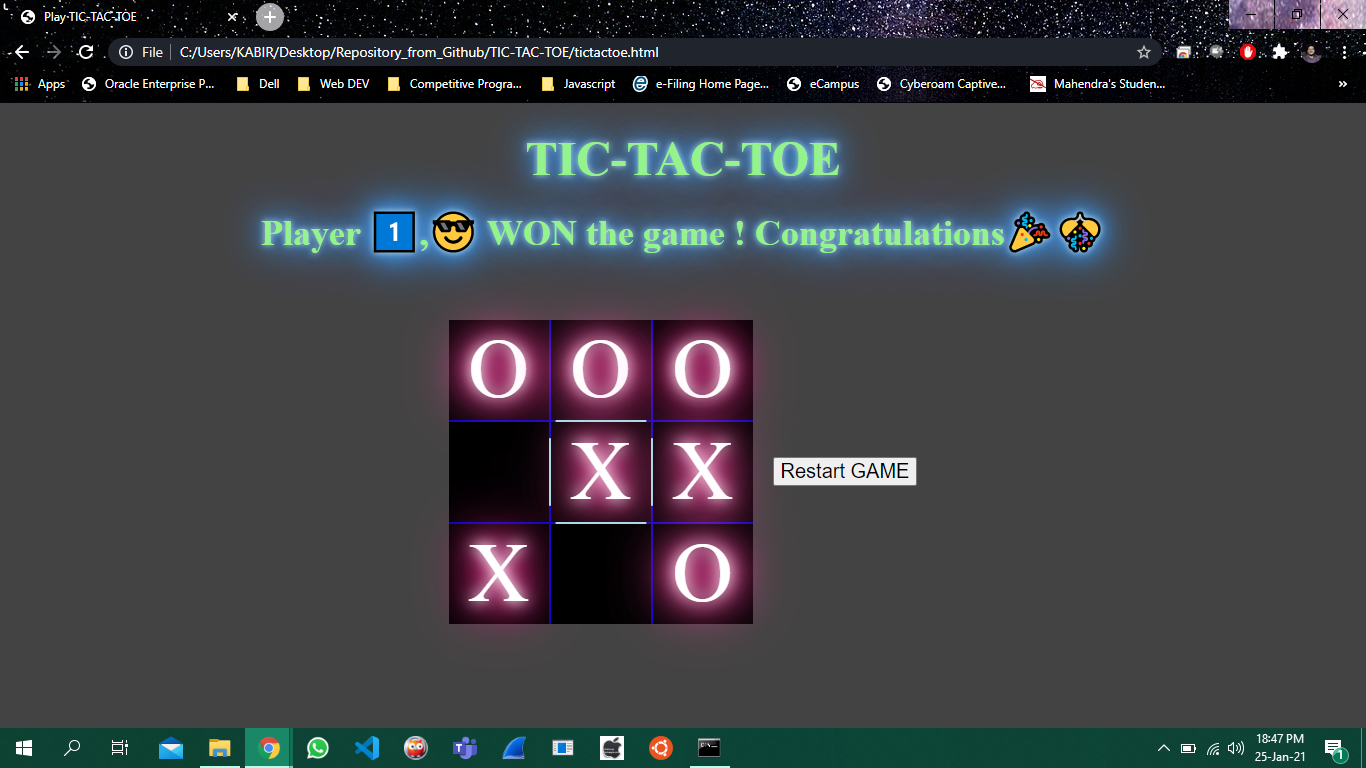 Play TIC-TAC-TOE
File C:/Users/KABIR/Desktop/Repository_from_Github/TIC-TAC-TOE/tictactoe.html
Apps Oracle Enterprise P... Dell Web DEV Competitive Progra... Javascript e-Filing Home Page... eCampus Cyberoam Captive... Mahendra's Studen... »
TIC-TAC-TOE
Player 1️⃣,😎 WON the game ! Congratulations🎉🎊
O O O
X X
Restart GAME
X O
18:47 PM
25-Jan-21
1